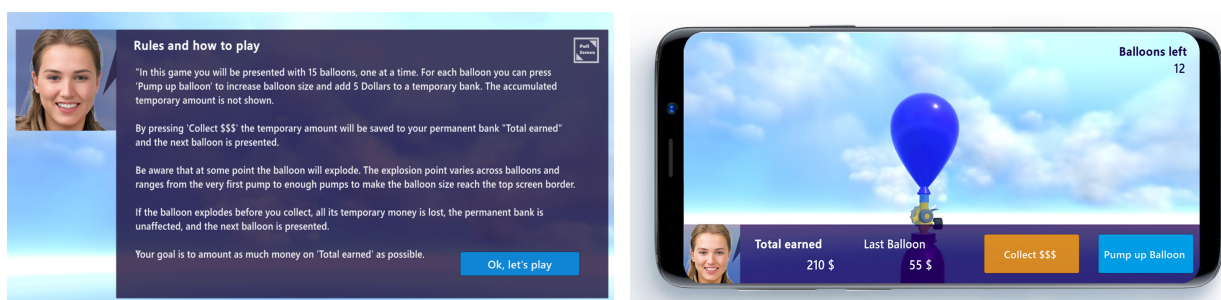 Rules and how to play
Full
Screen
"In this game you will be presented with 15 balloons, one at a time. For each balloon you can press
'Pump up balloon' to increase balloon size and add 5 Dollars to a temporary bank. The accumulated
temporary amount is not shown.
By pressing 'Collect $$$' the temporary amount will be saved to your permanent bank "Total earned"
and the next balloon is presented.
Be aware that at some point the balloon will explode. The explosion point varies across balloons and
ranges from the very first pump to enough pumps to make the balloon size reach the top screen border.
If the balloon explodes before you collect, all its temporary money is lost, the permanent bank is
unaffected, and the next balloon is presented.
Your goal is to amount as much money on 'Total earned' as possible.
Ok, let's play
Balloons left
12
Total earned
210 $
Last Balloon
55 $
Collect $$$
Pump up Balloon